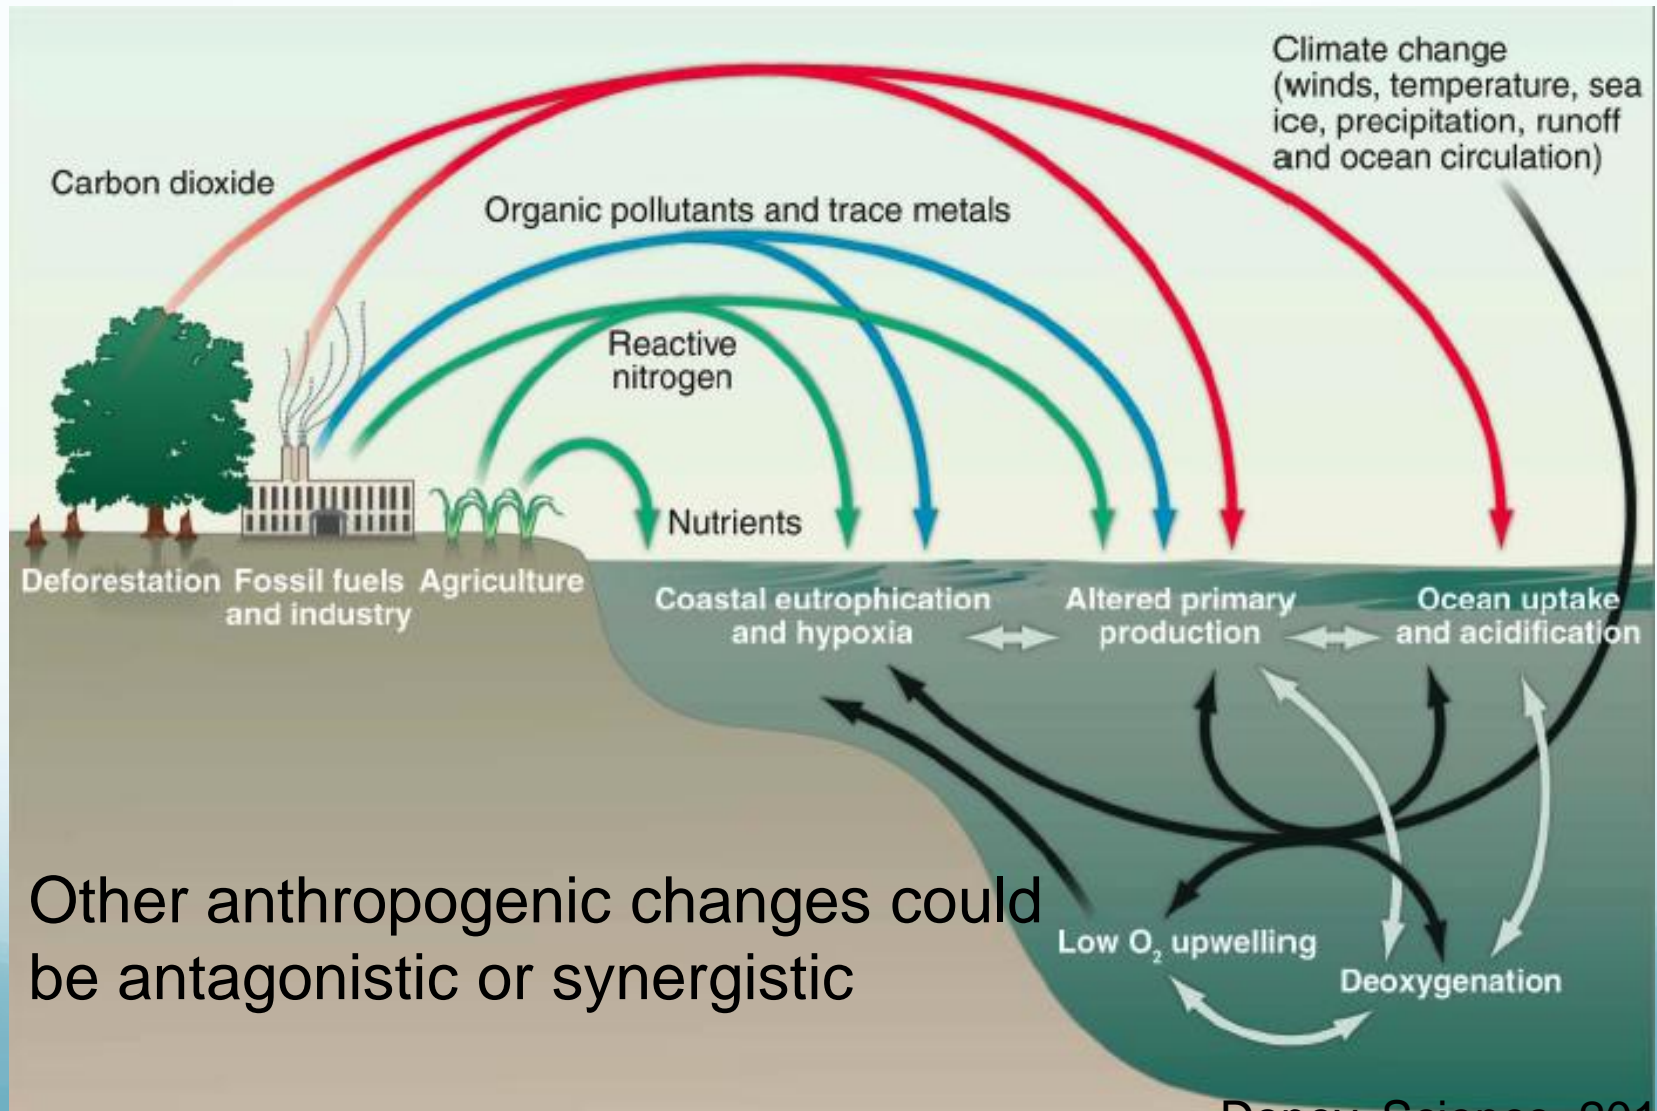 Climate change
(winds, temperature, sea
ice, precipitation, runoff
and ocean circulation)
Carbon dioxide
Organic pollutants and trace metals
Reactive
nitrogen
Nutrients
Deforestation
Fossil fuels
and industry
Agriculture
Coastal eutrophication
and hypoxia
Altered primary
production
Ocean uptake
and acidification
Other anthropogenic changes could
be antagonistic or synergistic
Low O₂ upwelling
Deoxygenation
Science